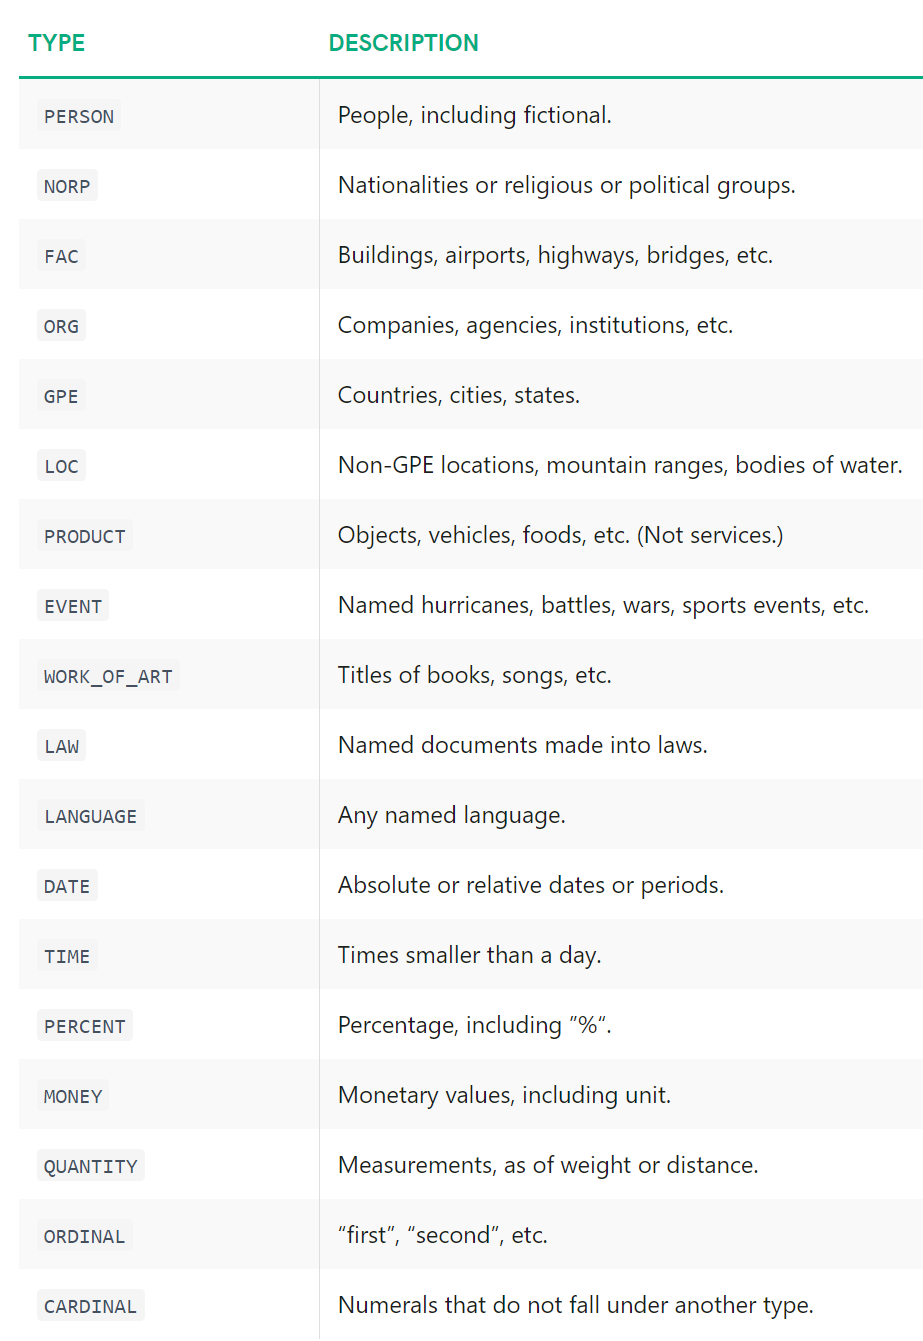 TYPE DESCRIPTION
PERSON People, including fictional.
NORP Nationalities or religious or political groups.
FAC Buildings, airports, highways, bridges, etc.
ORG Companies, agencies, institutions, etc.
GPE Countries, cities, states.
LOC Non-GPE locations, mountain ranges, bodies of water.
PRODUCT Objects, vehicles, foods, etc. (Not services.)
EVENT Named hurricanes, battles, wars, sports events, etc.
WORK_OF_ART Titles of books, songs, etc.
LAW Named documents made into laws.
LANGUAGE Any named language.
DATE Absolute or relative dates or periods.
TIME Times smaller than a day.
PERCENT Percentage, including ”%“.
MONEY Monetary values, including unit.
QUANTITY Measurements, as of weight or distance.
ORDINAL “first”, “second”, etc.
CARDINAL Numerals that do not fall under another type.